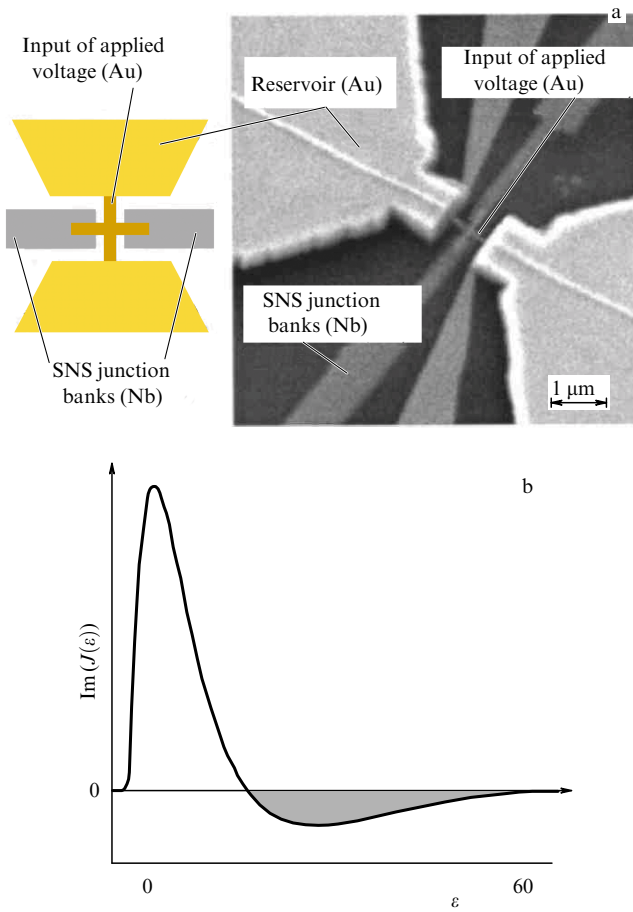 a
Input of applied
voltage (Au)
Reservoir (Au)
Input of applied
voltage (Au)
SNS junction
banks (Nb)
SNS junction
banks (Nb)
1 μm
b
Im (J(ε))
0
0
60
ε